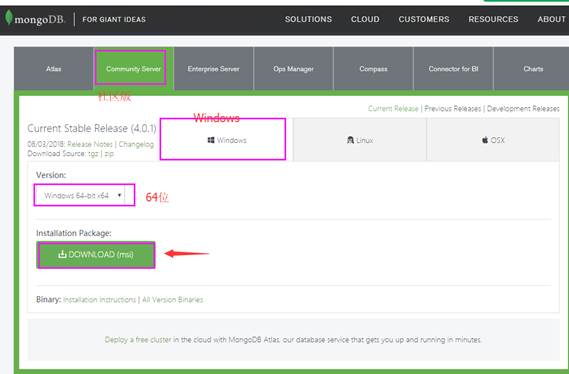 mongoDB. FOR GIANT IDEAS SOLUTIONS CLOUD CUSTOMERS RESOURCES ABOUT
Atlas Community Server Enterprise Server Ops Manager Compass Connector for BI Charts
社区版
Current Release | Previous Releases | Development Releases
Windows
Current Stable Release (4.0.1)
Windows Linux OSX
08/03/2018: Release Notes | Changelog
Download Source: tgz | zip
Version:
Windows 64-bit x64 64位
Installation Package:
DOWNLOAD (msi)
Binary: Installation Instructions | All Version Binaries
Deploy a free cluster in the cloud with MongoDB Atlas, our database service that gets you up and running in minutes.